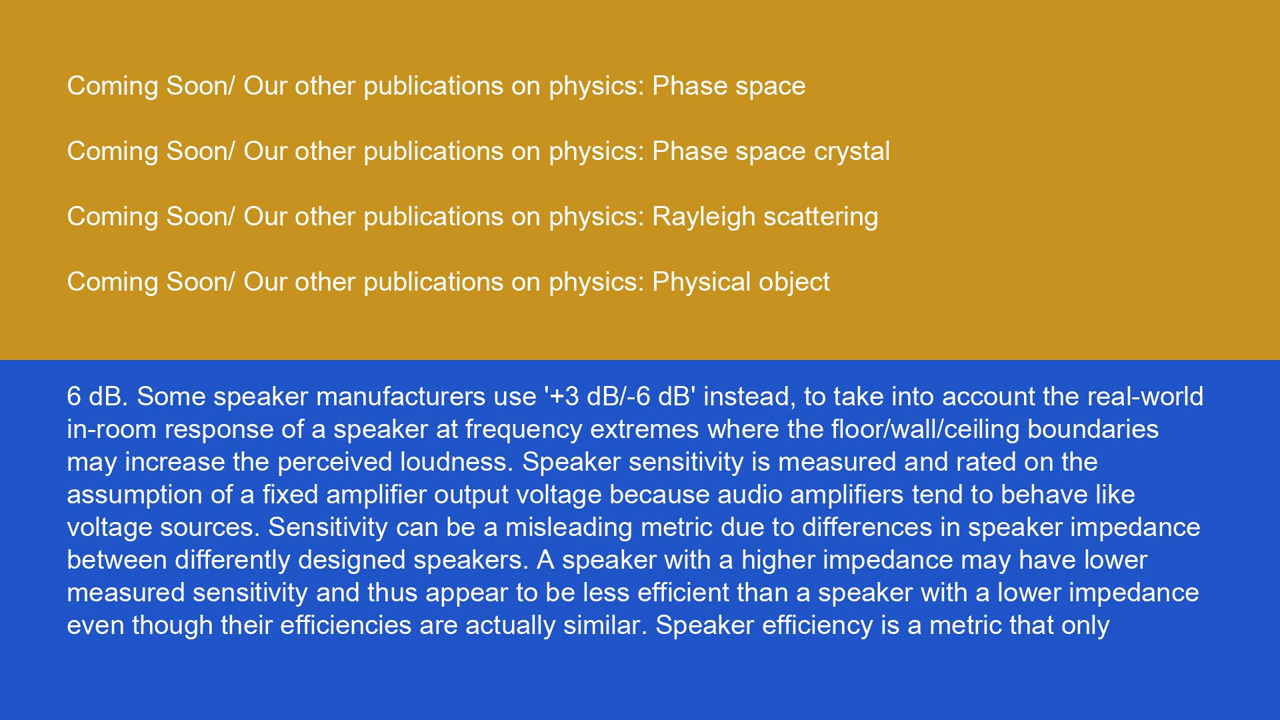 Coming Soon/ Our other publications on physics: Phase space
Coming Soon/ Our other publications on physics: Phase space crystal
Coming Soon/ Our other publications on physics: Rayleigh scattering
Coming Soon/ Our other publications on physics: Physical object
6 dB. Some speaker manufacturers use '+3 dB/-6 dB' instead, to take into account the real-world
in-room response of a speaker at frequency extremes where the floor/wall/ceiling boundaries
may increase the perceived loudness. Speaker sensitivity is measured and rated on the
assumption of a fixed amplifier output voltage because audio amplifiers tend to behave like
voltage sources. Sensitivity can be a misleading metric due to differences in speaker impedance
between differently designed speakers. A speaker with a higher impedance may have lower
measured sensitivity and thus appear to be less efficient than a speaker with a lower impedance
even though their efficiencies are actually similar. Speaker efficiency is a metric that only